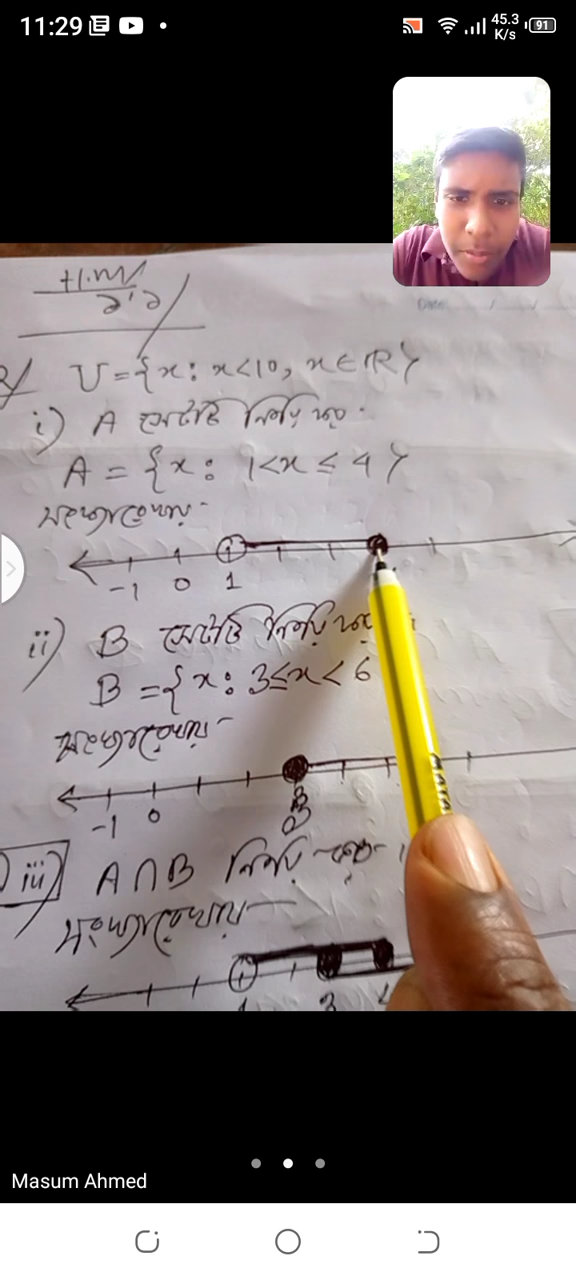 11:29
45.3 K/s
91
U = {x : x < 10, x ∈ ℝ}
i) A সেটটি নির্ণয় কর :
A = {x : 1 < x ≤ 4}
সংখ্যারেখায় -
1
-1 0 1
ii) B সেটটি নির্ণয় কর
B = {x : 3 ≤ x < 6
সংখ্যারেখায় -
-1 0 3
iii) A ∩ B নির্ণয় কর -
সংখ্যারেখায় —
1 3
Masum Ahmed